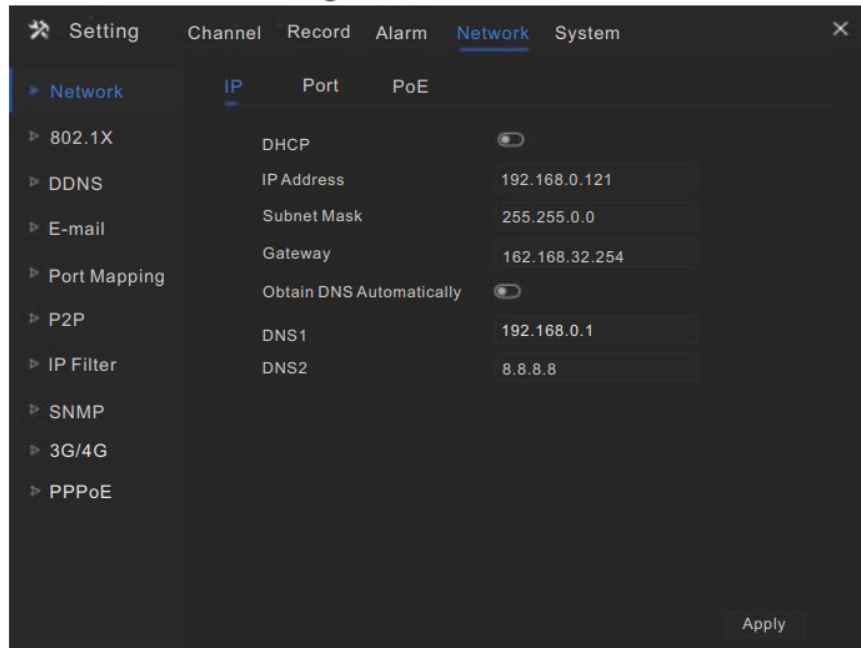 Setting Channel Record Alarm Network System
Network IP Port PoE
802.1X DHCP
IP Address 192.168.0.121
DDNS
Subnet Mask 255.255.0.0
E-mail
Gateway 162.168.32.254
Port Mapping
Obtain DNS Automatically
P2P
DNS1 192.168.0.1
IP Filter DNS2 8.8.8.8
SNMP
3G/4G
PPPoE
Apply